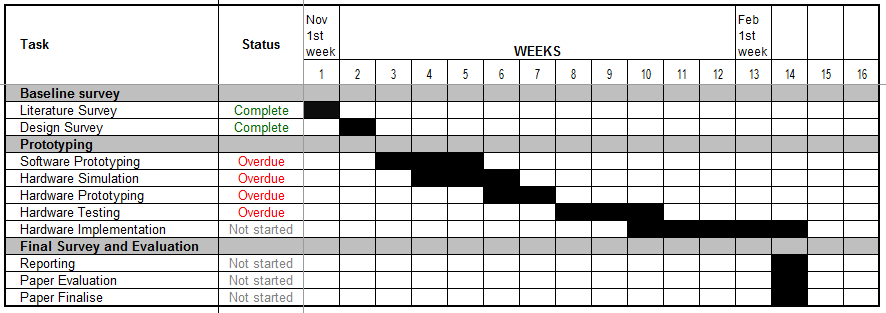 Nov
1st
week
Feb
1st
week
Task
Status
WEEKS
1 2 3 4 5 6 7 8 9 10 11 12 13 14 15 16
Baseline survey
Literature Survey Complete
Design Survey Complete
Prototyping
Software Prototyping Overdue
Hardware Simulation Overdue
Hardware Prototyping Overdue
Hardware Testing Overdue
Hardware Implementation Not started
Final Survey and Evaluation
Reporting Not started
Paper Evaluation Not started
Paper Finalise Not started